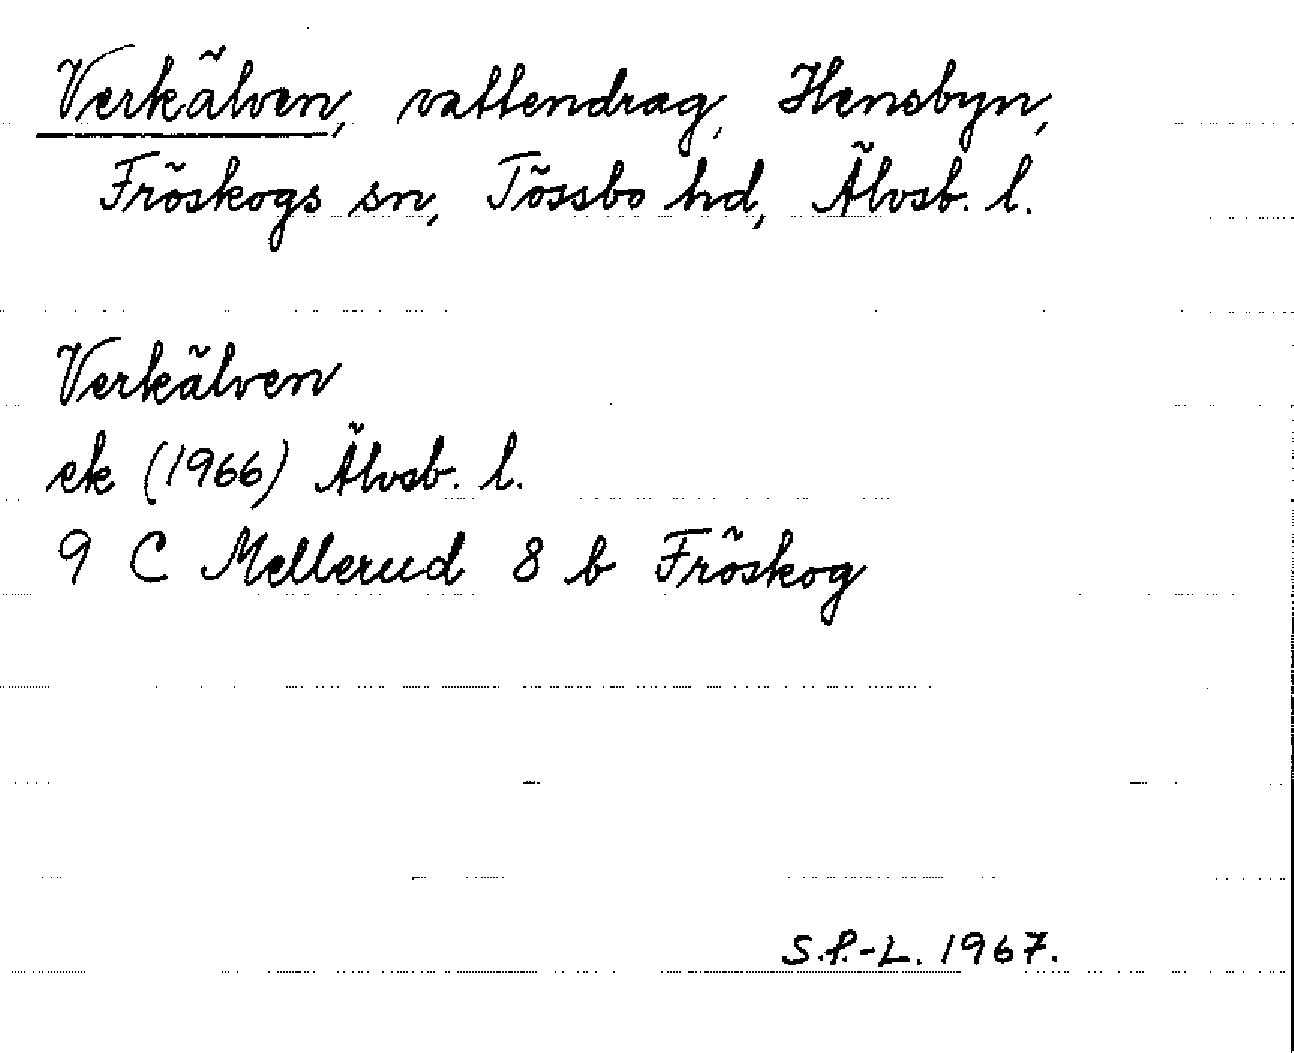 Verkälven, vattendrag, Hensbyn,
Fröskogs sn, Tössbo hd, Älvsb. l.
Verkälven
ek (1966) Älvsb. l.
9 C Mellerud 8 b Fröskog
S.P.-L. 1967.